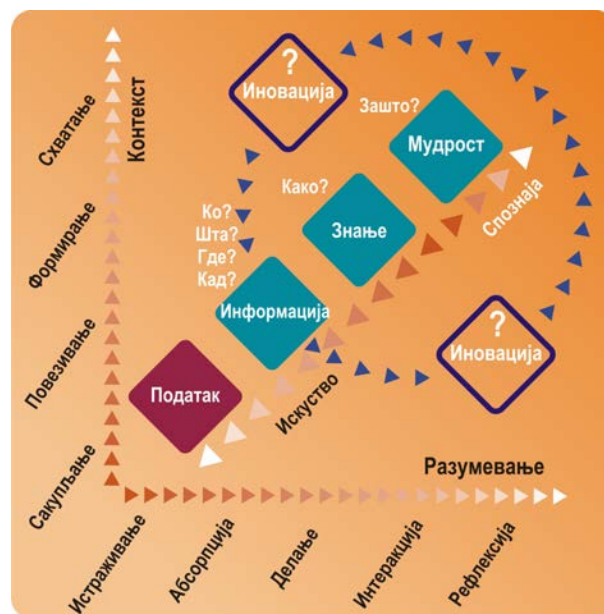 ?
Иновација
Зашто?
Мудрост
Како?
Знање
Ко?
Шта?
Где?
Кад?
Информација
Податак
?
Иновација
Спознаја
Искуство
Контекст
Схватање
Формирање
Повезивање
Сакупљање
Разумевање
Истраживање
Абсорпција
Делање
Интеракција
Рефлексија